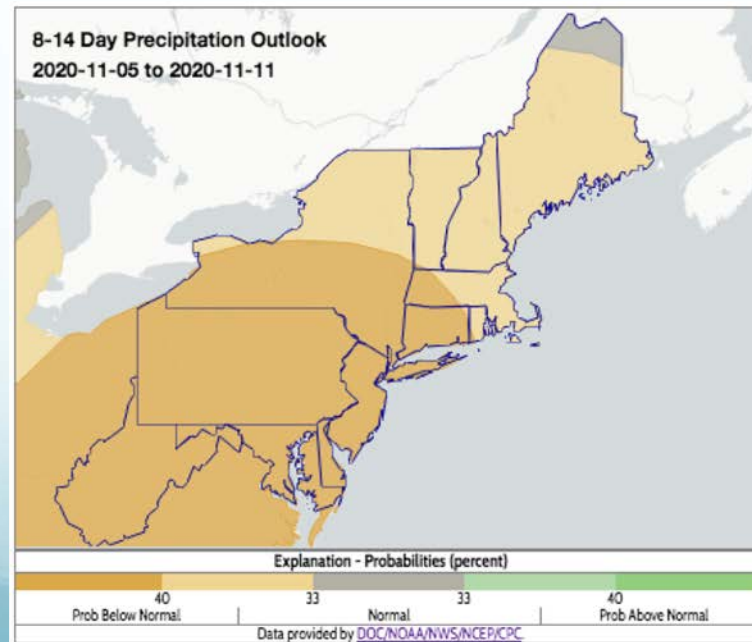 8-14 Day Precipitation Outlook
2020-11-05 to 2020-11-11
Explanation - Probabilities (percent)
40 33 33 40
Prob Below Normal Normal Prob Above Normal
Data provided by DOC/NOAA/NWS/NCEP/CPC